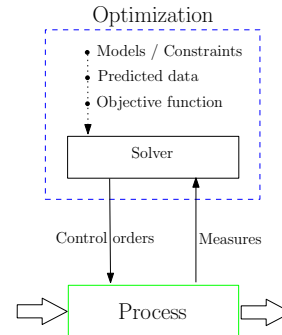 Optimization
Models / Constraints
Predicted data
Objective function
Solver
Control orders
Measures
Process